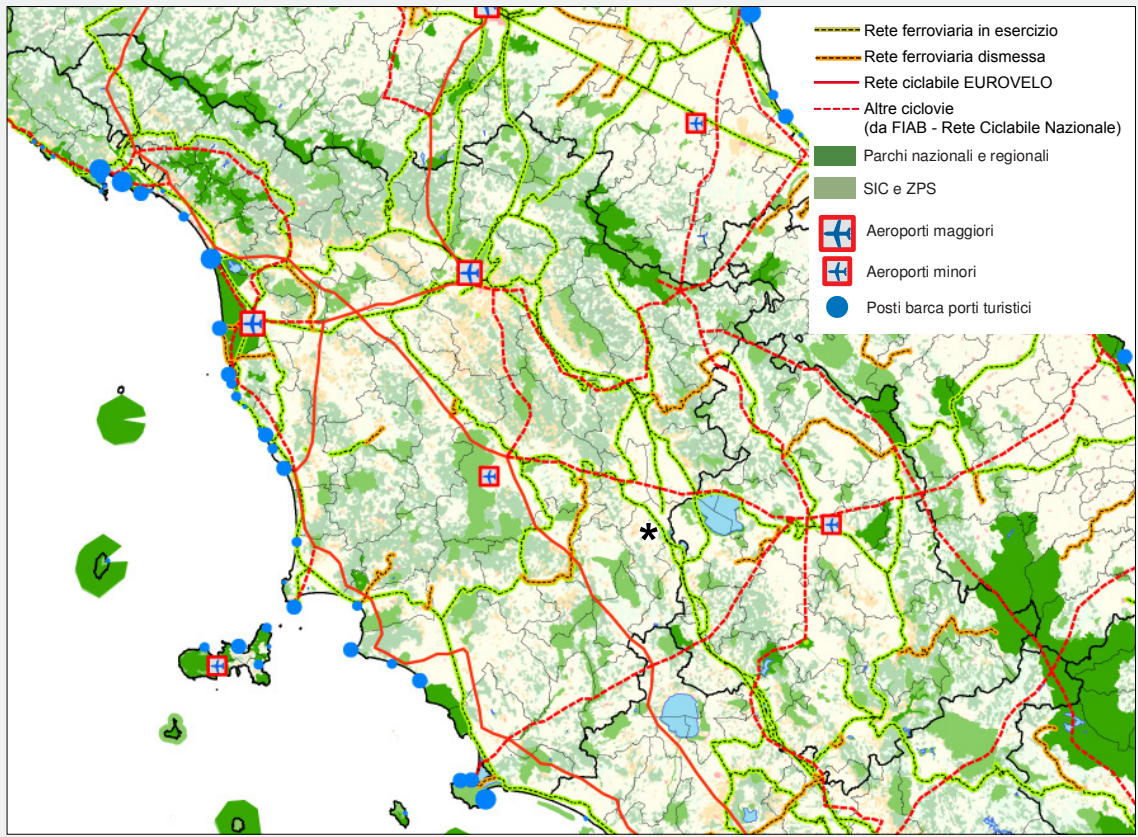 Rete ferroviaria in esercizio
Rete ferroviaria dismessa
Rete ciclabile EUROVELO
Altre ciclovie
(da FIAB - Rete Ciclabile Nazionale)
Parchi nazionali e regionali
SIC e ZPS
Aeroporti maggiori
Aeroporti minori
Posti barca porti turistici
*